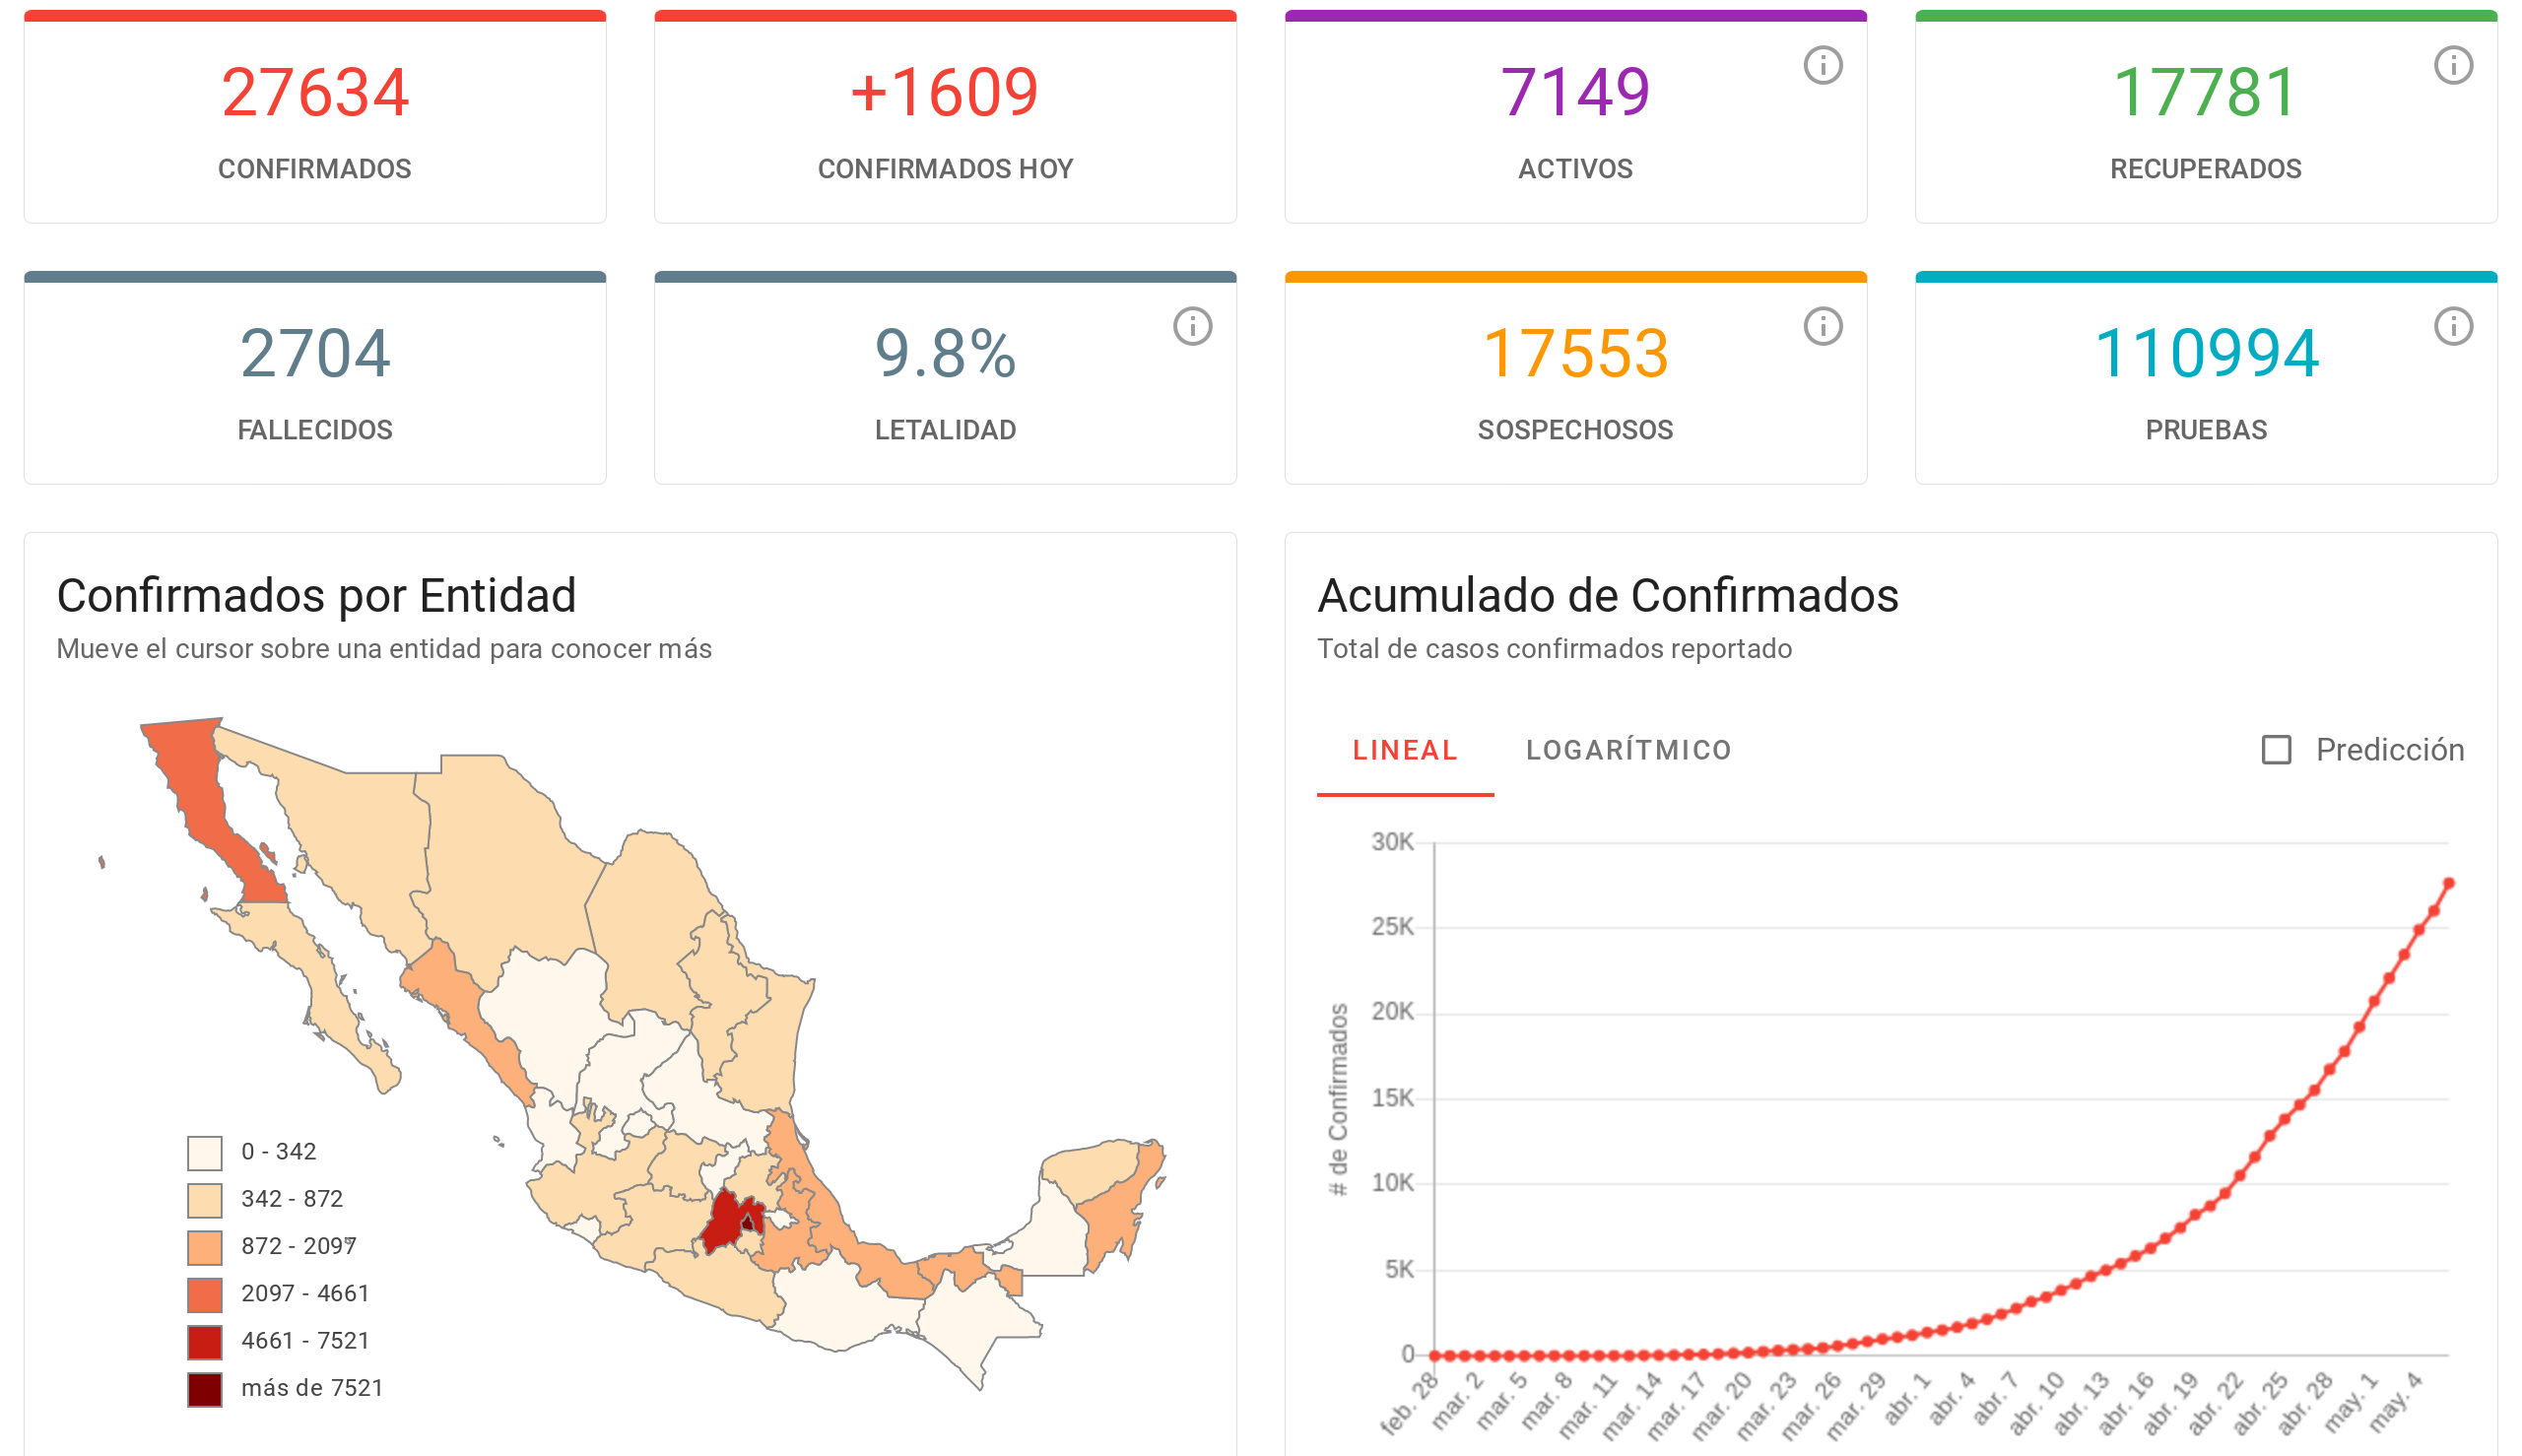 27634
CONFIRMADOS
+1609
CONFIRMADOS HOY
7149
ACTIVOS
17781
RECUPERADOS
2704
FALLECIDOS
9.8%
LETALIDAD
17553
SOSPECHOSOS
110994
PRUEBAS
Confirmados por Entidad
Mueve el cursor sobre una entidad para conocer más
0 - 342
342 - 872
872 - 2097
2097 - 4661
4661 - 7521
más de 7521
Acumulado de Confirmados
Total de casos confirmados reportado
LINEAL
LOGARÍTMICO
Predicción
# de Confirmados
30K
25K
20K
15K
10K
5K
0
feb. 28
mar. 2
mar. 5
mar. 8
mar. 11
mar. 14
mar. 17
mar. 20
mar. 23
mar. 26
mar. 29
abr. 1
abr. 4
abr. 7
abr. 10
abr. 13
abr. 16
abr. 19
abr. 22
abr. 25
abr. 28
may. 1
may. 4